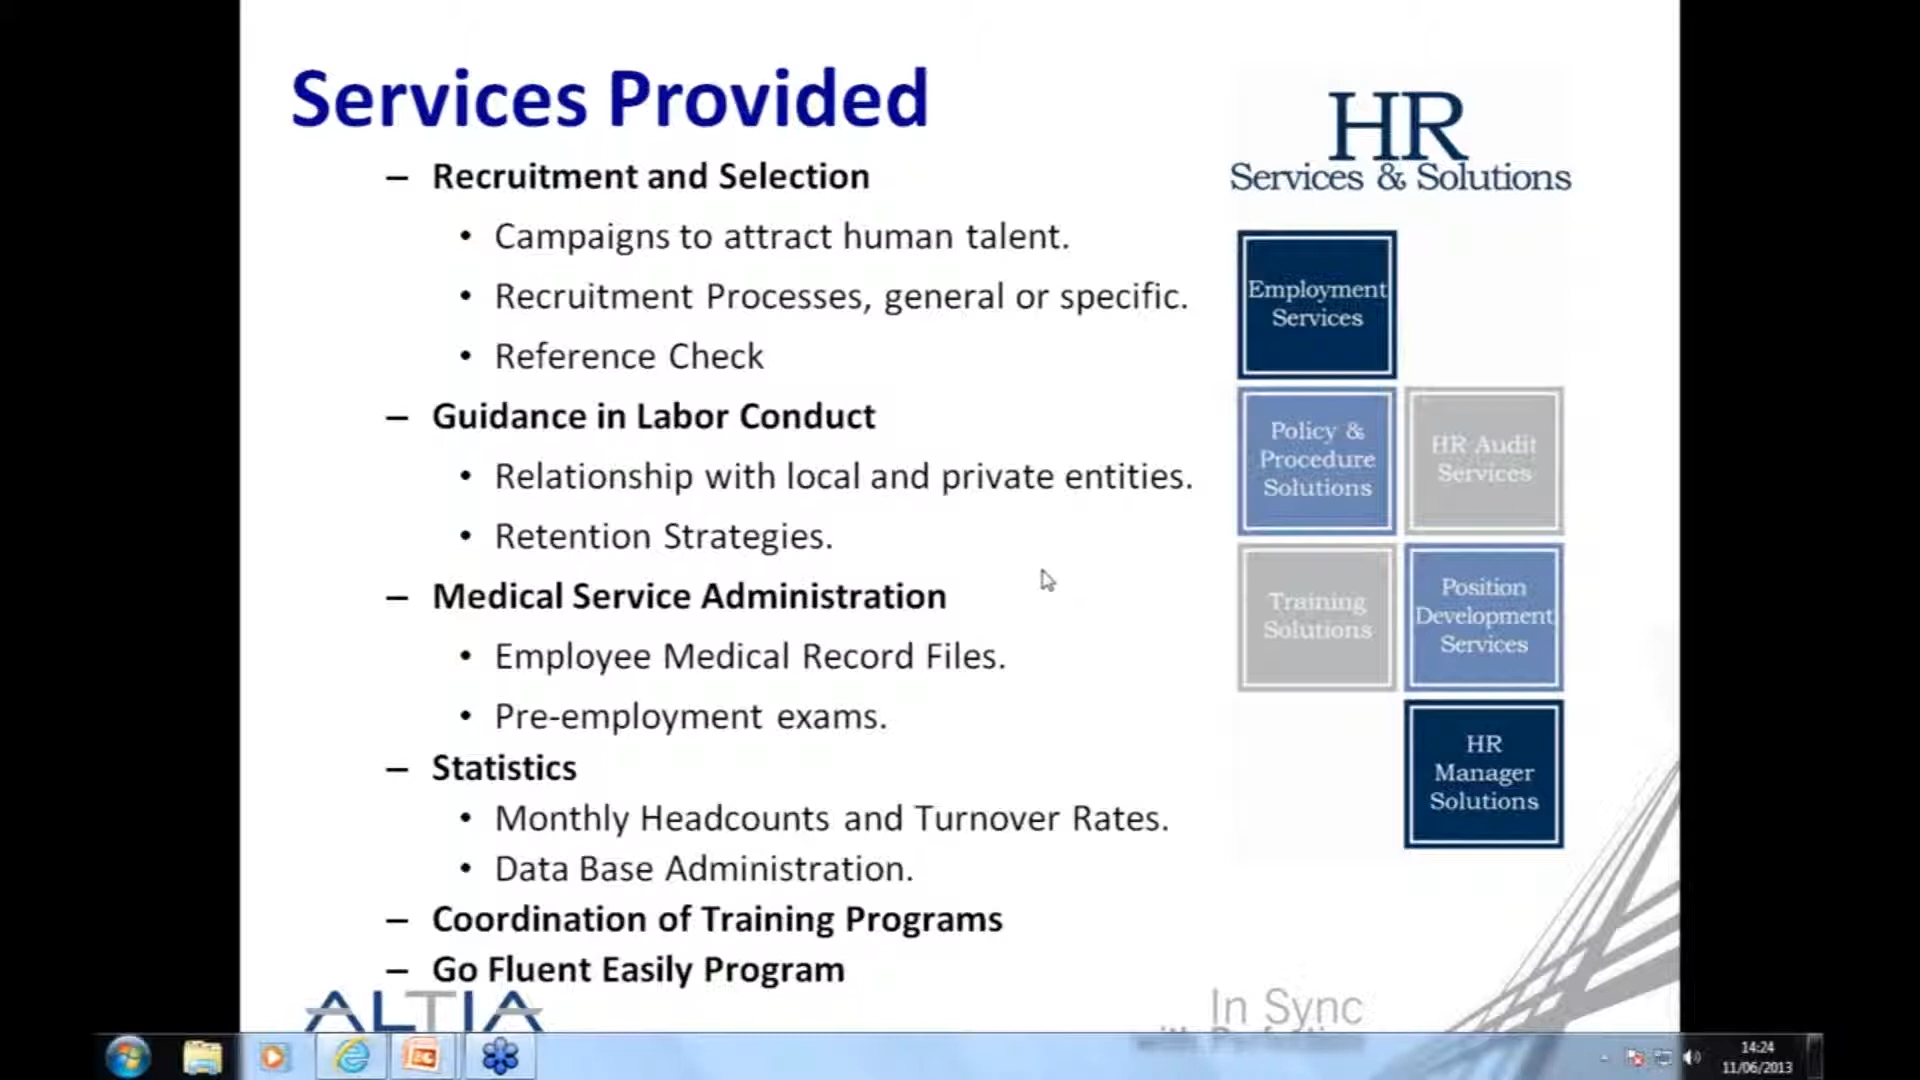 Services Provided
– Recruitment and Selection
• Campaigns to attract human talent.
• Recruitment Processes, general or specific.
• Reference Check
– Guidance in Labor Conduct
• Relationship with local and private entities.
• Retention Strategies.
– Medical Service Administration
• Employee Medical Record Files.
• Pre-employment exams.
– Statistics
• Monthly Headcounts and Turnover Rates.
• Data Base Administration.
– Coordination of Training Programs
– Go Fluent Easily Program
HR
Services & Solutions
Employment
Services
Policy &
Procedure
Solutions
HR Audit
Services
Training
Solutions
Position
Development
Services
HR
Manager
Solutions
ALTIA
In Sync
14:24
11/06/2013